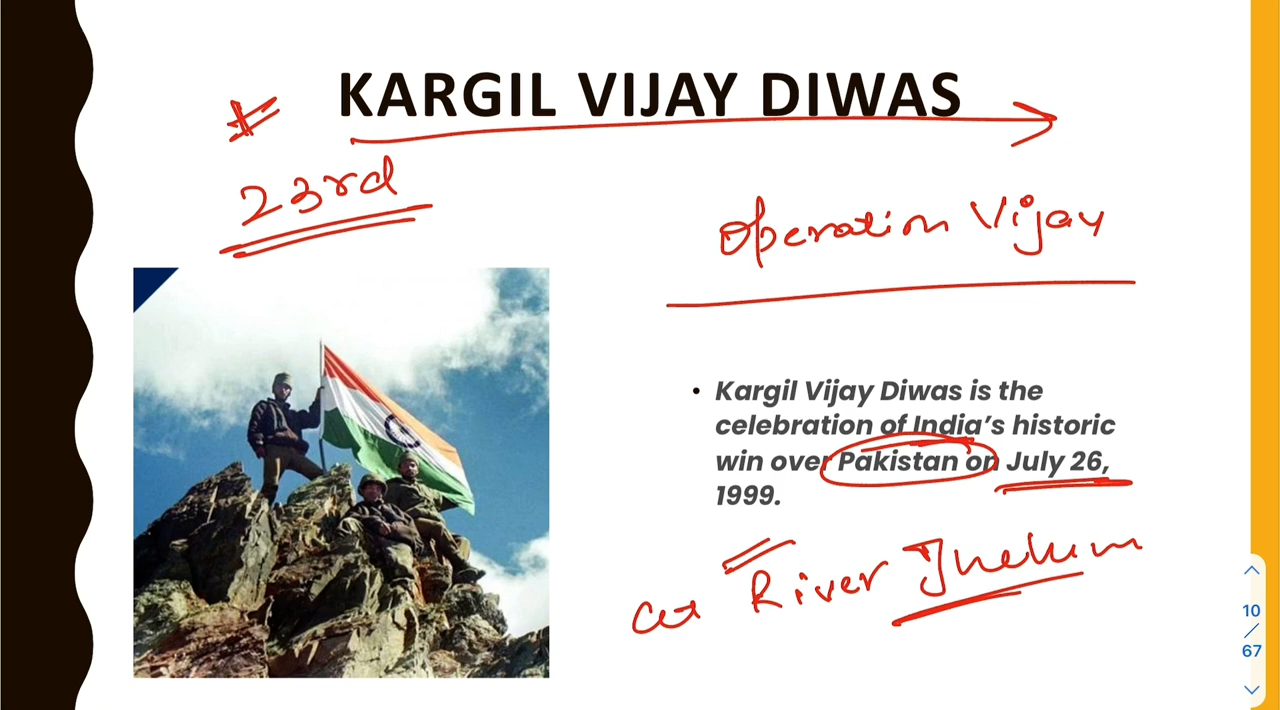 KARGIL VIJAY DIWAS
23rd
Operation Vijay
• Kargil Vijay Diwas is the
celebration of India's historic
win over Pakistan on July 26,
1999.
at River Jhelum
10
/
67